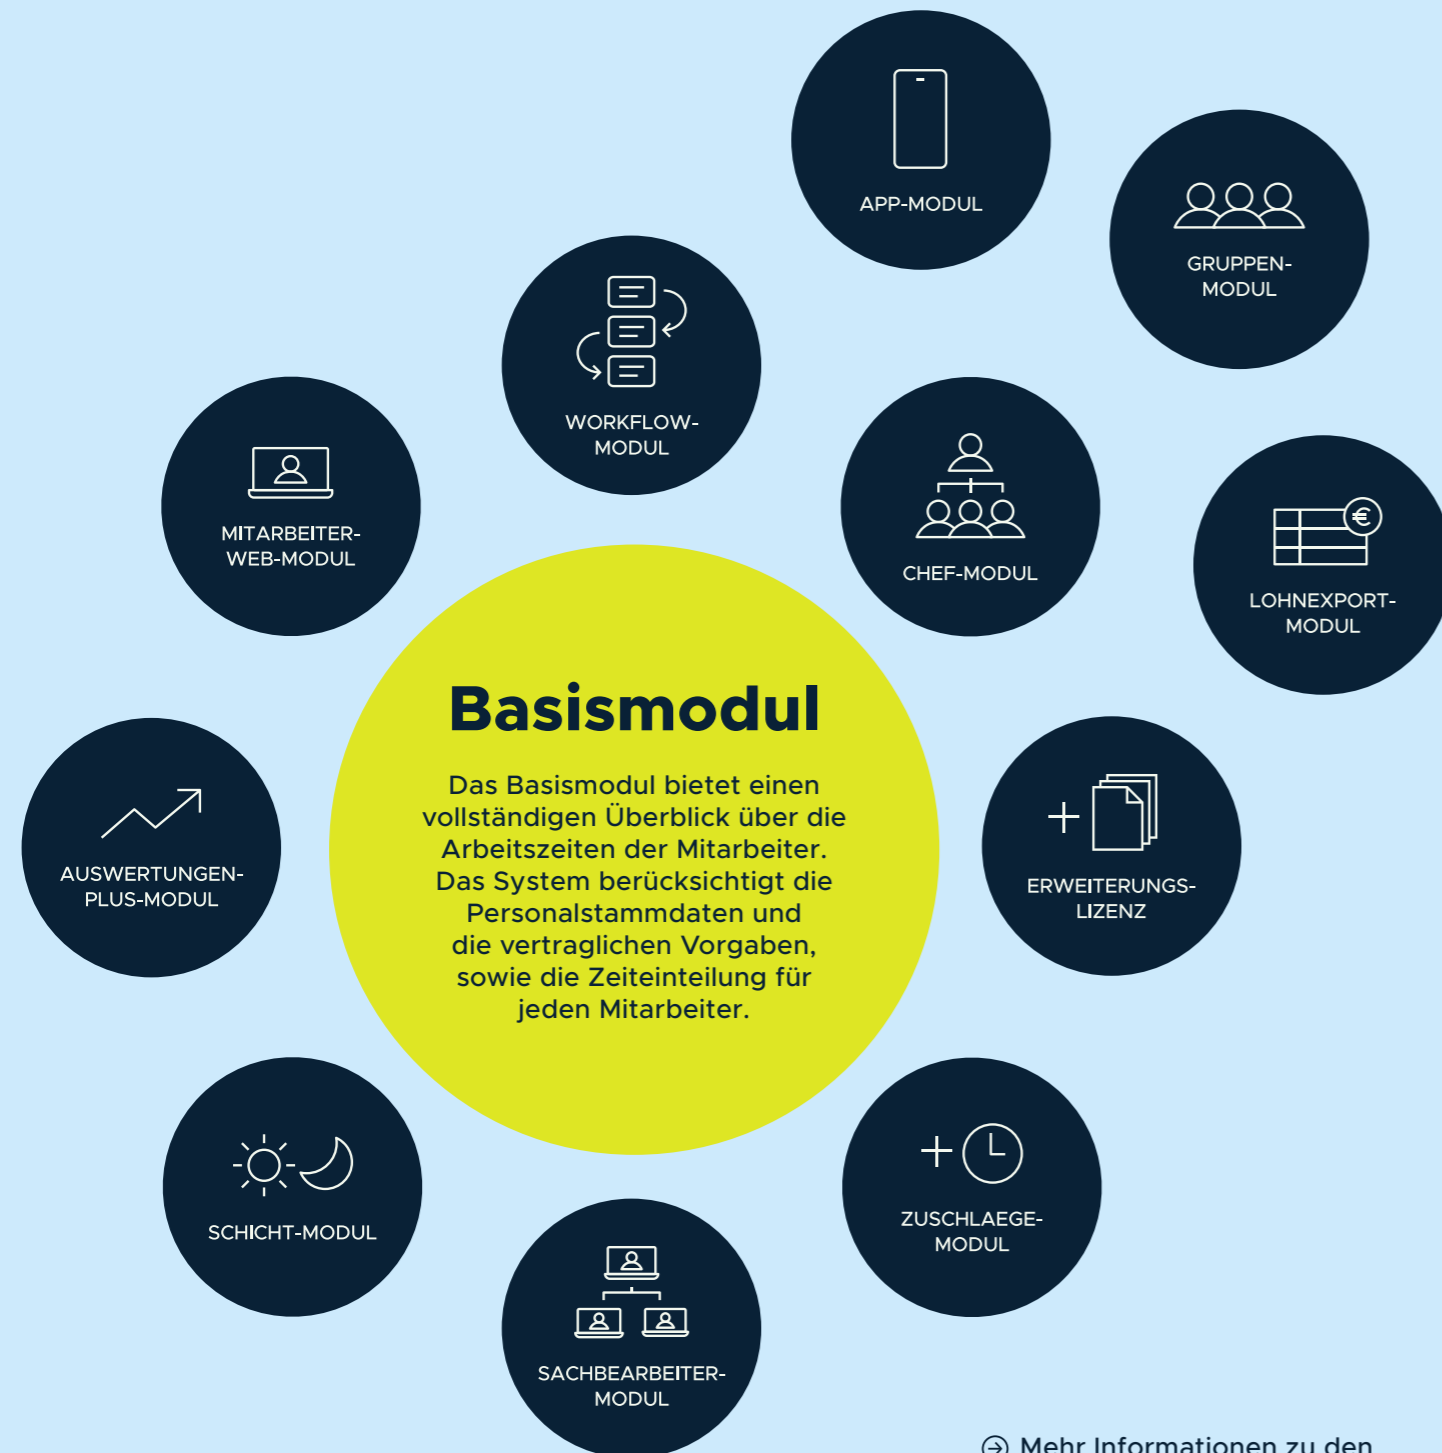 APP-MODUL
GRUPPEN-
MODUL
WORKFLOW-
MODUL
MITARBEITER-
WEB-MODUL
CHEF-MODUL
€
LOHNEXPORT-
MODUL
Basismodul
Das Basismodul bietet einen
vollständigen Überblick über die
Arbeitszeiten der Mitarbeiter.
Das System berücksichtigt die
Personalstammdaten und
die vertraglichen Vorgaben,
sowie die Zeiteinteilung für
jeden Mitarbeiter.
AUSWERTUNGEN-
PLUS-MODUL
ERWEITERUNGS-
LIZENZ
SCHICHT-MODUL
ZUSCHLAEGE-
MODUL
SACHBEARBEITER-
MODUL
Mehr Informationen zu den